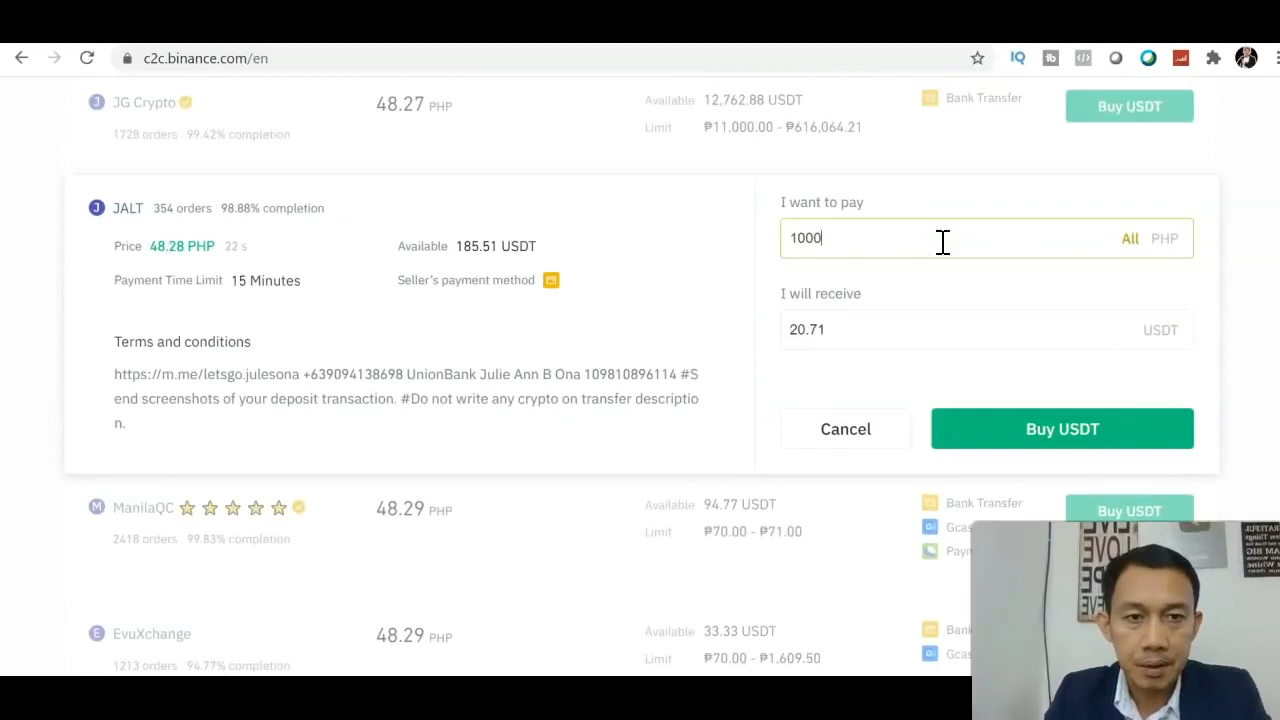 c2c.binance.com/en
J JG Crypto
48.27 PHP
Available 12,762.88 USDT
Bank Transfer
Buy USDT
1728 orders 99.42% completion
Limit ₱11,000.00 - ₱616,064.21
J JALT 354 orders 98.88% completion
Price 48.28 PHP 22 s
Available 185.51 USDT
Payment Time Limit 15 Minutes
Seller's payment method
Terms and conditions
https://m.me/letsgo.julesona +639094138698 UnionBank Julie Ann B Ona 109810896114 #S
end screenshots of your deposit transaction. #Do not write any crypto on transfer descriptio
n.
I want to pay
1000 All PHP
I will receive
20.71 USDT
Cancel
Buy USDT
M ManilaQC
48.29 PHP
Available 94.77 USDT
Bank Transfer
Buy USDT
2418 orders 99.83% completion
Limit ₱70.00 - ₱71.00
Gcas
Payn
E EvuXchange
48.29 PHP
Available 33.33 USDT
Bank
1213 orders 94.77% completion
Limit ₱70.00 - ₱1,609.50
Gcas
LOVE